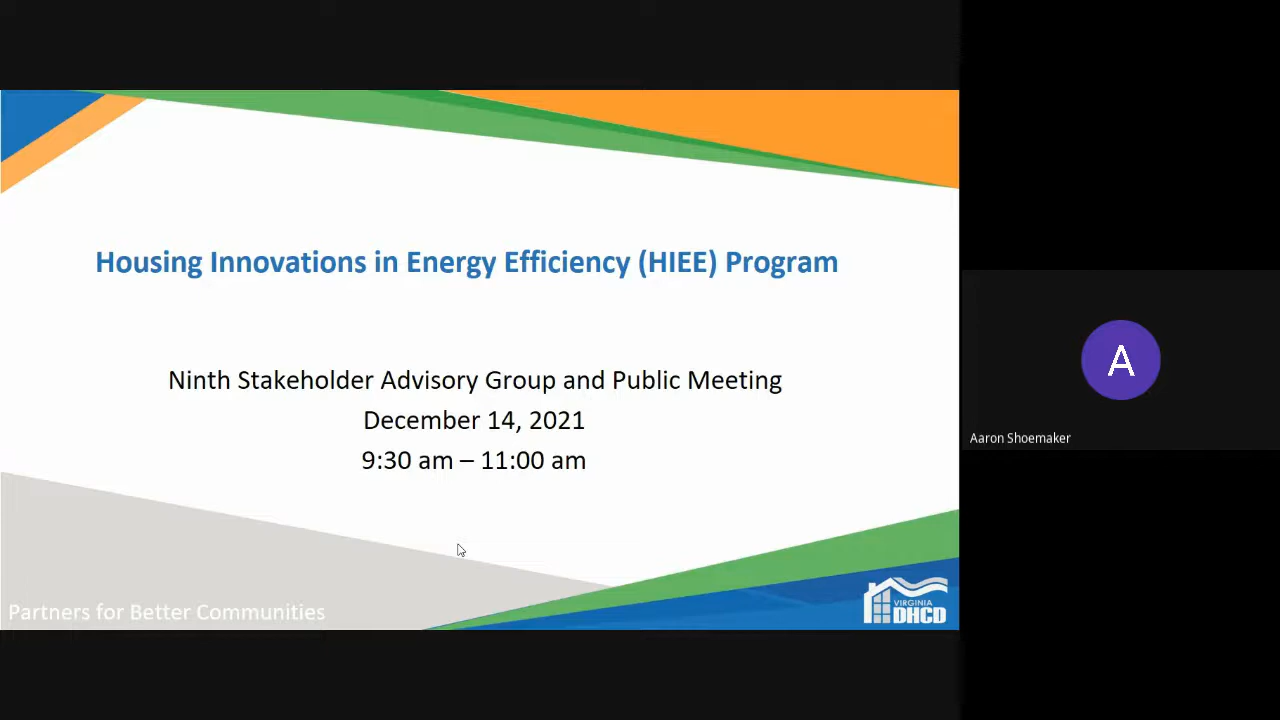 Housing Innovations in Energy Efficiency (HIEE) Program
Ninth Stakeholder Advisory Group and Public Meeting
December 14, 2021
9:30 am – 11:00 am
Partners for Better Communities
VIRGINIA
DHCD
A
Aaron Shoemaker